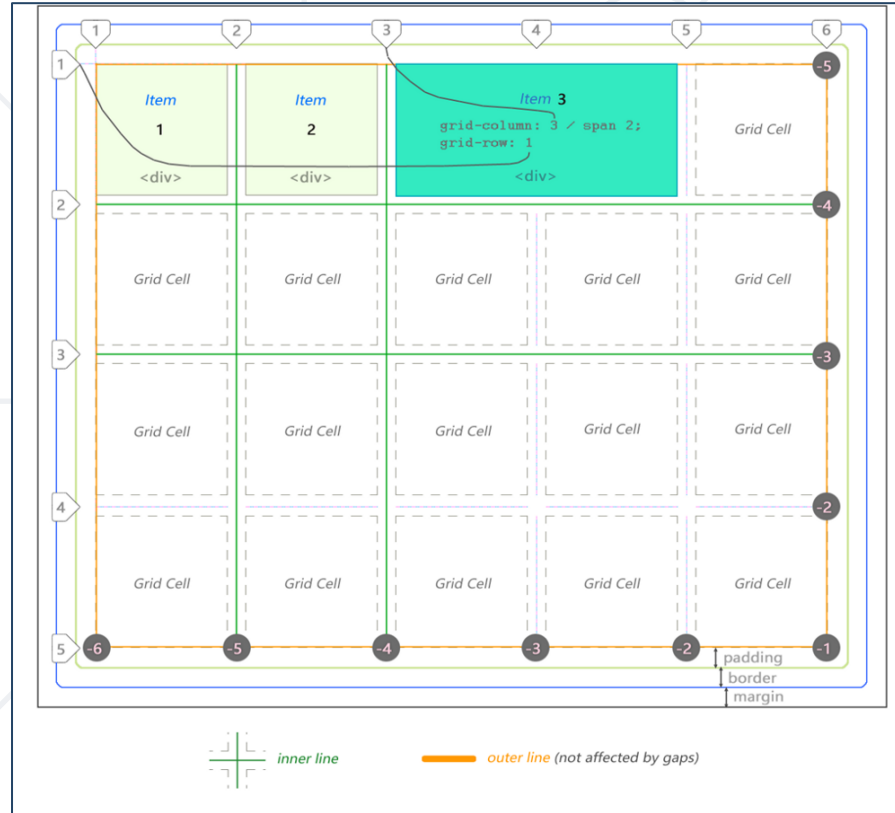 1 2 3 4 5 6
1 -5
Item Item Item 3
1 2 grid-column: 3 / span 2; Grid Cell
grid-row: 1
<div> <div> <div>
2 -4
Grid Cell Grid Cell Grid Cell Grid Cell Grid Cell
3 -3
Grid Cell Grid Cell Grid Cell Grid Cell Grid Cell
4 -2
Grid Cell Grid Cell Grid Cell Grid Cell Grid Cell
5 -6 -5 -4 -3 -2 -1
padding
border
margin
inner line outer line (not affected by gaps)